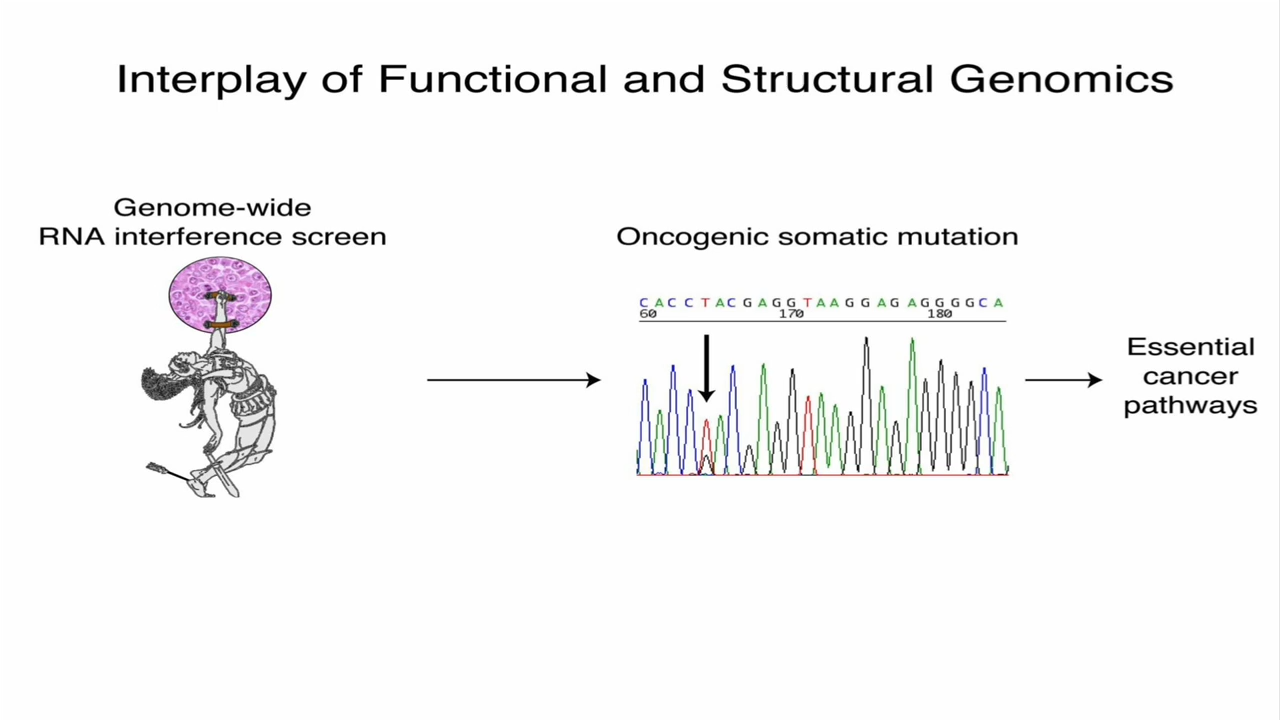 Interplay of Functional and Structural Genomics
Genome-wide
RNA interference screen
Oncogenic somatic mutation
C A C C T A C G A G G T A A G G A G A G G G G C A
60 170 180
Essential
cancer
pathways